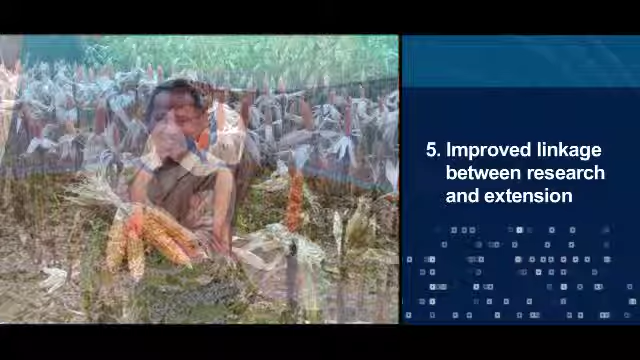 5. Improved linkage
between research
and extension